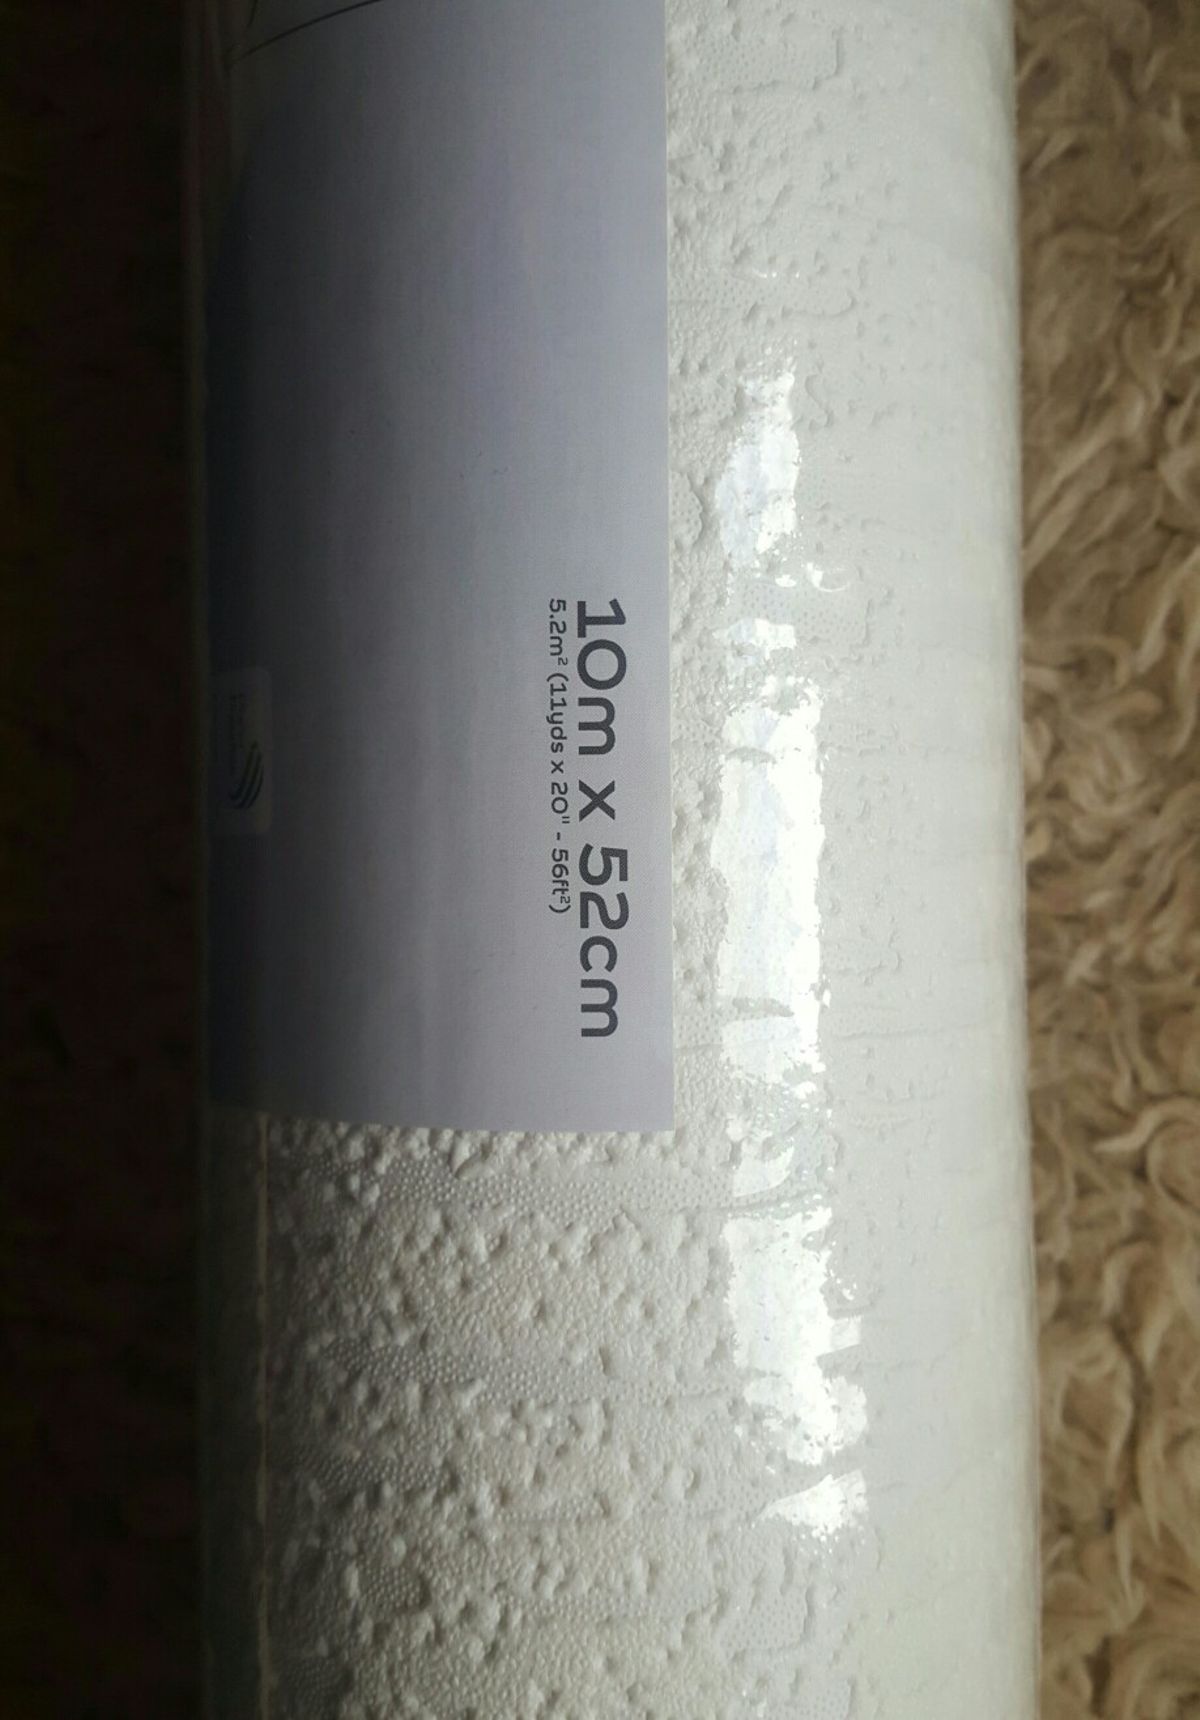 10m x 52cm
5.2m² (11yds x 20" - 56ft²)